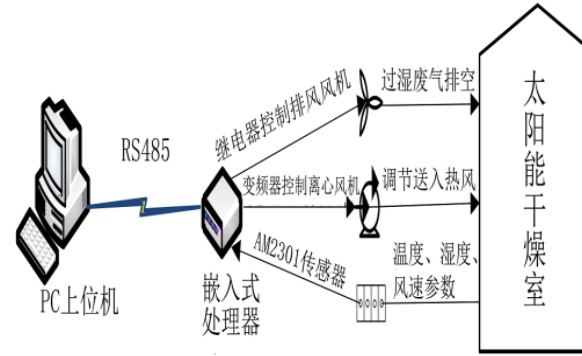 继电器控制排风风机
过湿废气排空
RS485
变频器控制离心风机
调节送入热风
AM2301传感器
温度、湿度、
风速参数
PC上位机
嵌入式
处理器
太阳能干燥室